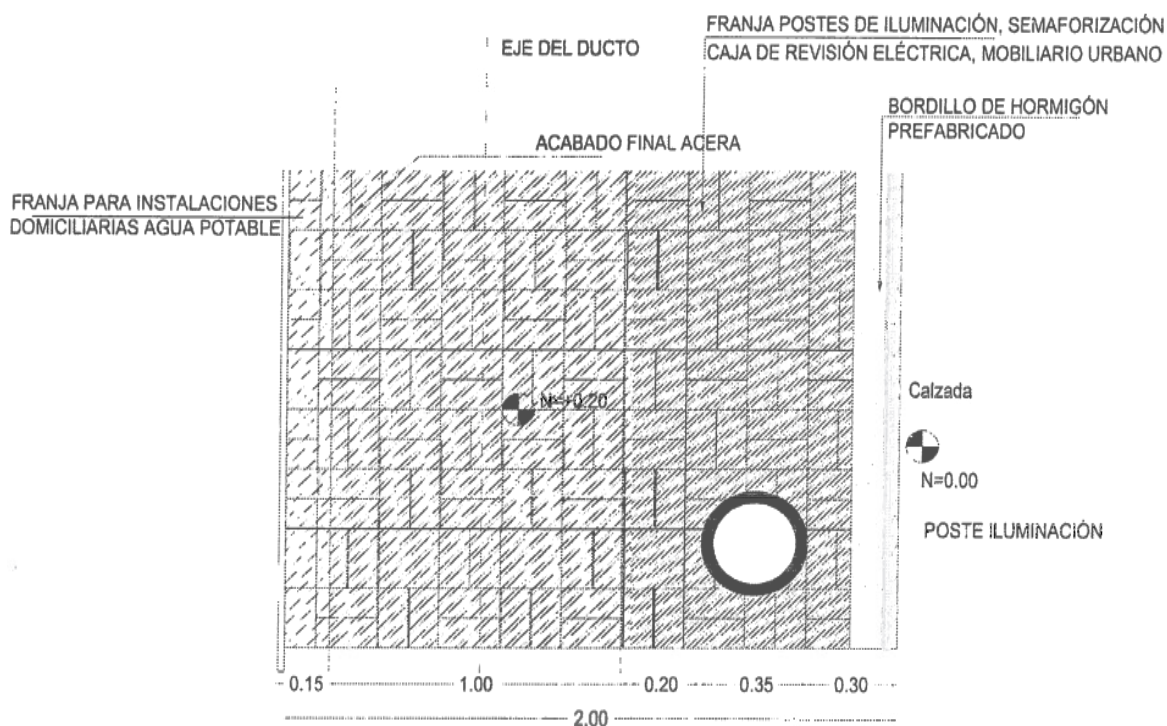 FRANJA POSTES DE ILUMINACIÓN, SEMAFORIZACIÓN
CAJA DE REVISIÓN ELÉCTRICA, MOBILIARIO URBANO
EJE DEL DUCTO
BORDILLO DE HORMIGÓN
PREFABRICADO
ACABADO FINAL ACERA
FRANJA PARA INSTALACIONES
DOMICILIARIAS AGUA POTABLE
N=+0.20
Calzada
N=0.00
POSTE ILUMINACIÓN
0.15 1.00 0.20 0.35 0.30
2.00